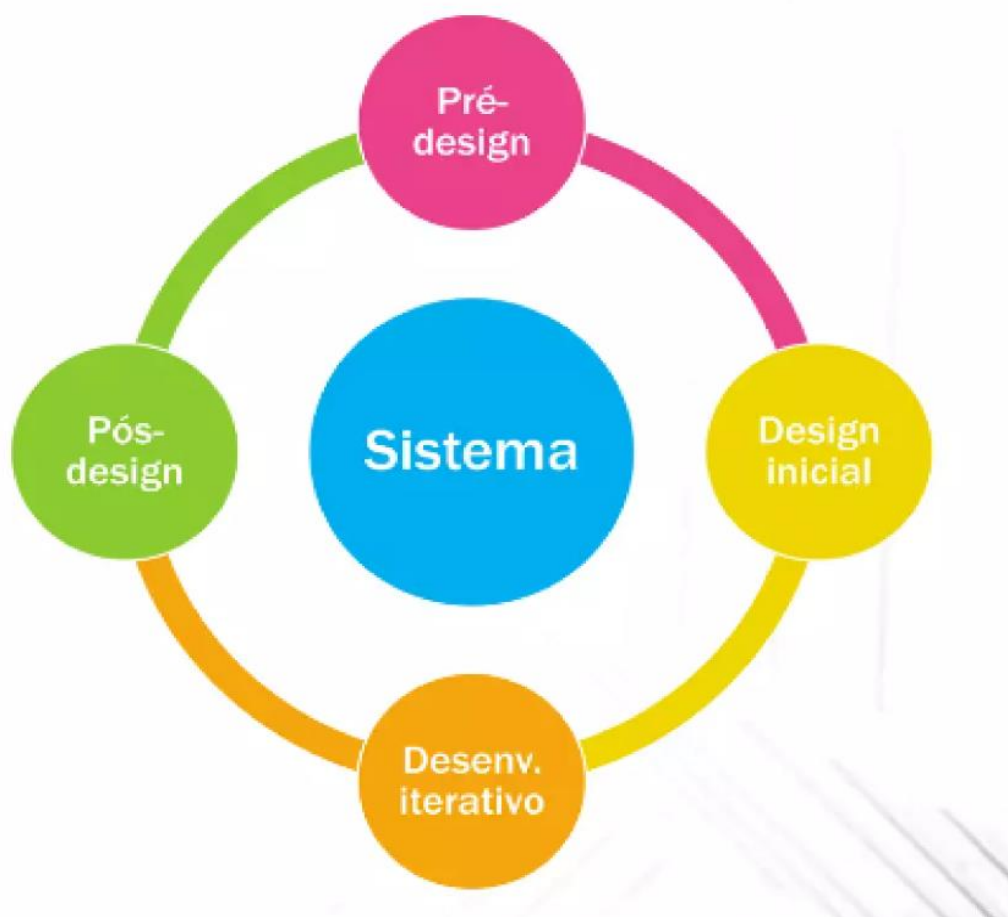 Pré-
design
Pós-
design
Sistema
Design
inicial
Desenv.
iterativo